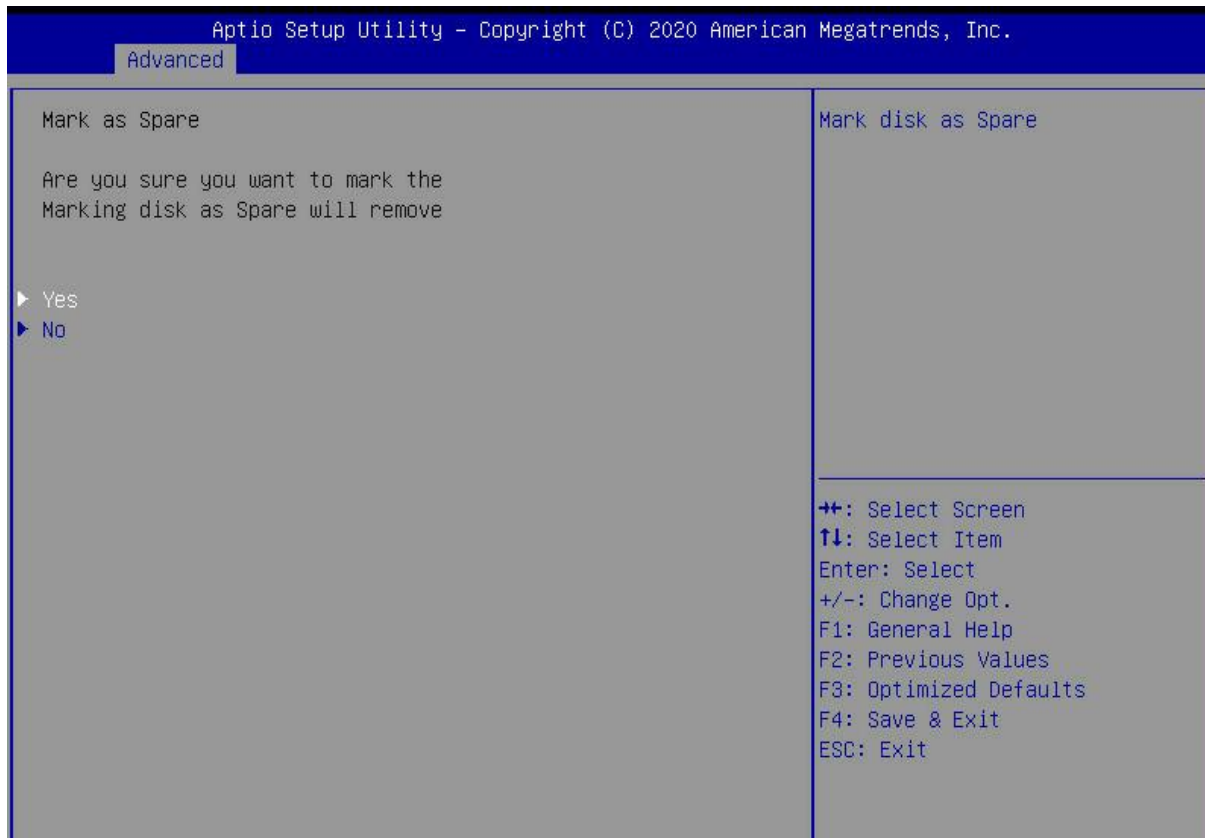 Aptio Setup Utility – Copyright (C) 2020 American Megatrends, Inc.
Advanced
Mark as Spare
Are you sure you want to mark the
Marking disk as Spare will remove
▶ Yes
▶ No
Mark disk as Spare
→←: Select Screen
↑↓: Select Item
Enter: Select
+/-: Change Opt.
F1: General Help
F2: Previous Values
F3: Optimized Defaults
F4: Save & Exit
ESC: Exit